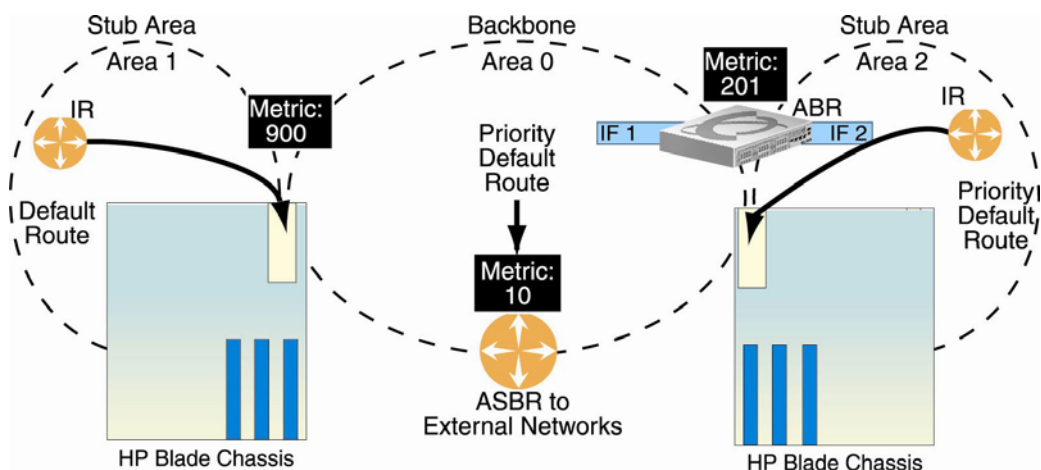 Stub Area
Area 1
IR
Metric:
900
Default
Route
HP Blade Chassis
Backbone
Area 0
Priority
Default
Route
Metric:
10
ASBR to
External Networks
Stub Area
Area 2
Metric:
201
ABR
IF 1
IF 2
IR
Priority
Default
Route
HP Blade Chassis